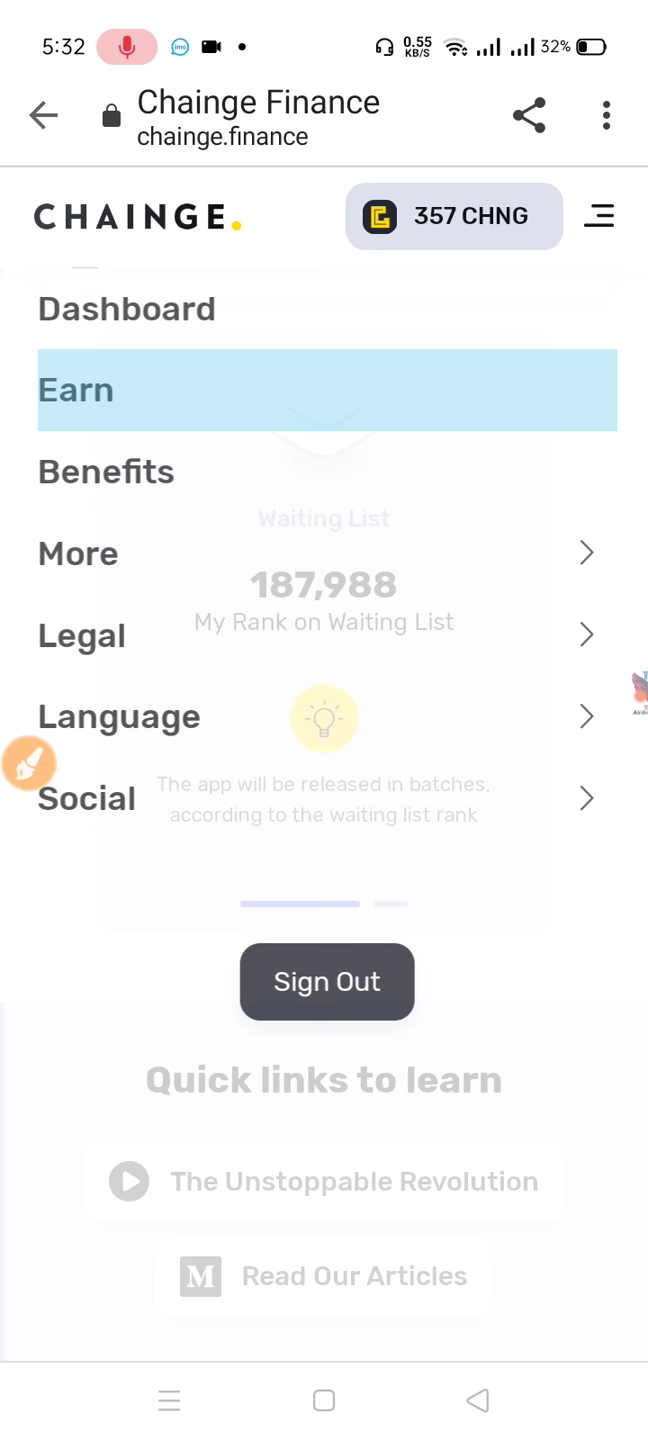 5:32
imo
0.55
KB/S
32%
Chainge Finance
chainge.finance
CHAINGE.
357 CHNG
Dashboard
Earn
Benefits
Waiting List
More
187,988
My Rank on Waiting List
Legal
Language
The app will be released in batches,
Social
according to the waiting list rank
Sign Out
Quick links to learn
The Unstoppable Revolution
M
Read Our Articles